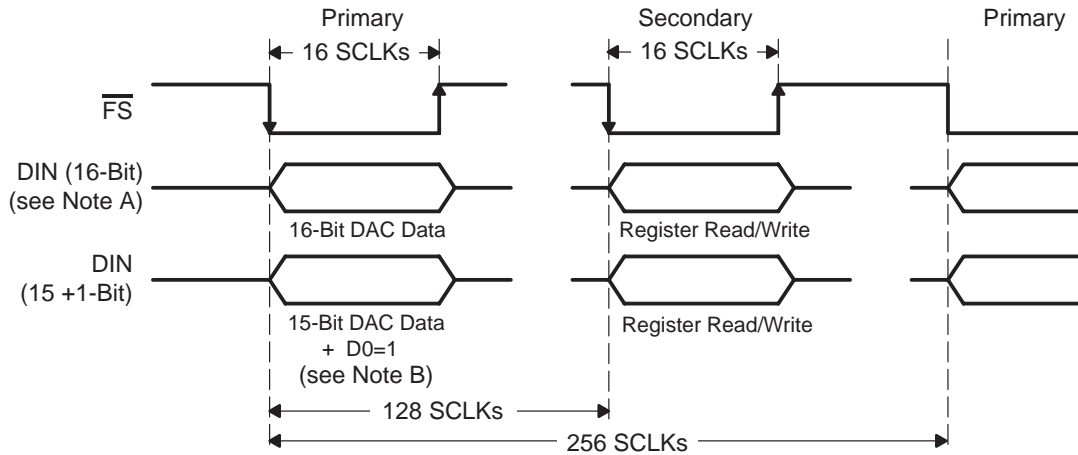 Primary
Secondary
Primary
16 SCLKs
16 SCLKs
FS
DIN (16-Bit)
(see Note A)
16-Bit DAC Data
Register Read/Write
DIN
(15 +1-Bit)
15-Bit DAC Data
+ D0=1
(see Note B)
Register Read/Write
128 SCLKs
256 SCLKs